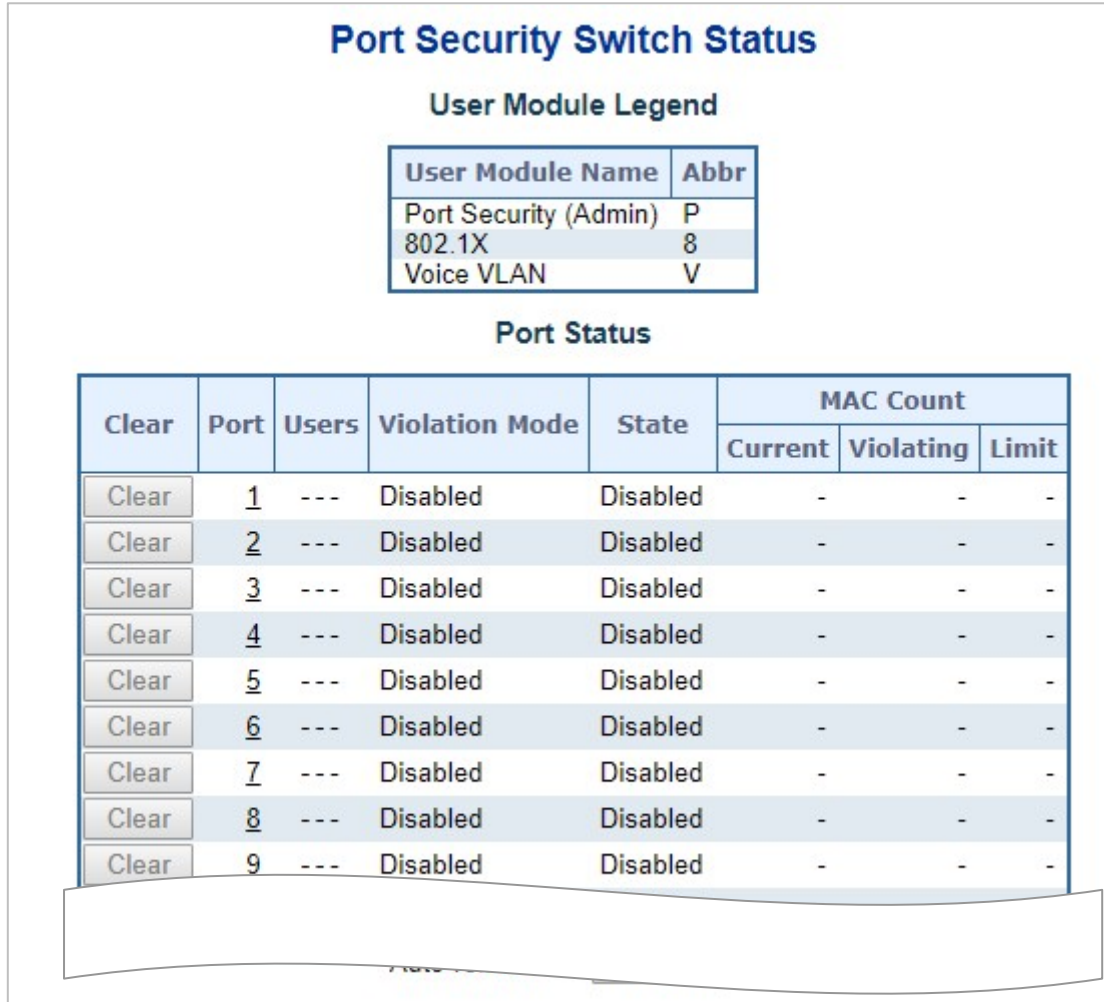 Port Security Switch Status
User Module Legend
User Module Name Abbr
Port Security (Admin) P
802.1X 8
Voice VLAN V
Port Status
Clear Port Users Violation Mode State MAC Count
Current Violating Limit
Clear 1 - - - Disabled Disabled - - -
Clear 2 - - - Disabled Disabled - - -
Clear 3 - - - Disabled Disabled - - -
Clear 4 - - - Disabled Disabled - - -
Clear 5 - - - Disabled Disabled - - -
Clear 6 - - - Disabled Disabled - - -
Clear 7 - - - Disabled Disabled - - -
Clear 8 - - - Disabled Disabled - - -
Clear 9 - - - Disabled Disabled - - -